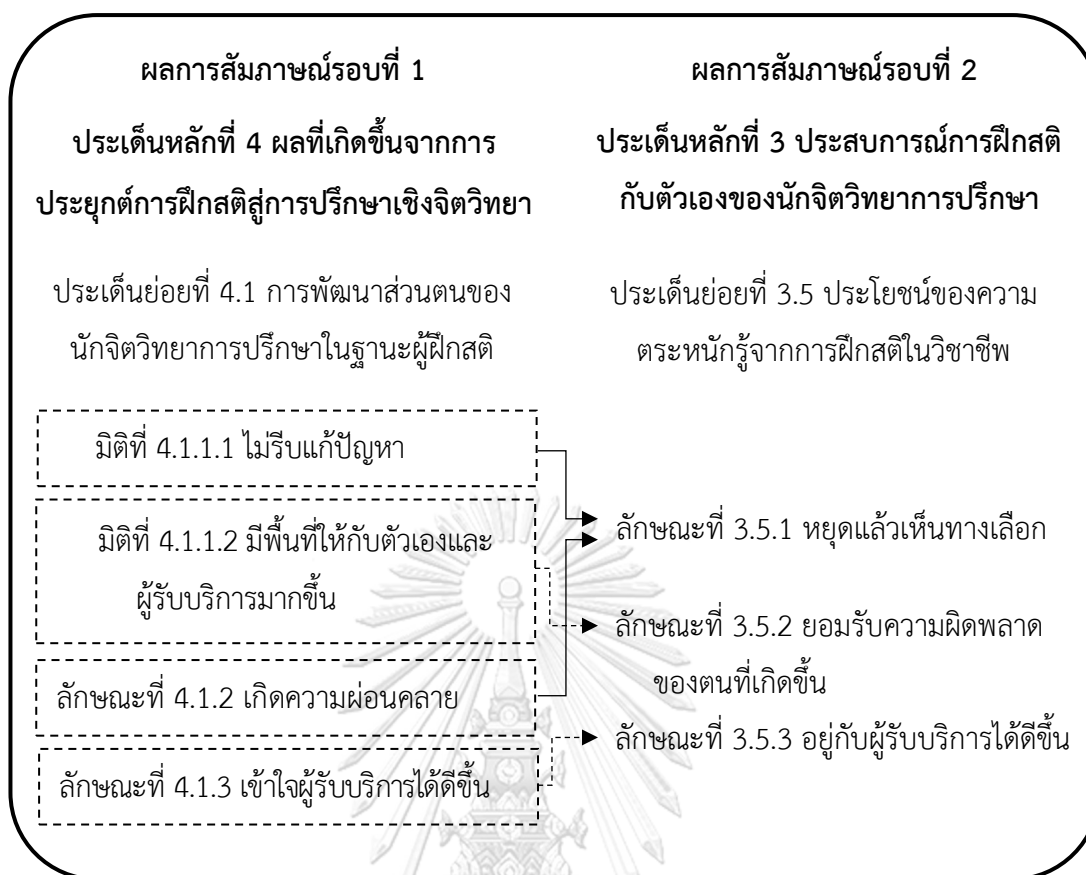 ผลการสัมภาษณ์รอบที่ 1
ประเด็นหลักที่ 4 ผลที่เกิดขึ้นจากการ
ประยุกต์การฝึกสติสู่การปรึกษาเชิงจิตวิทยา
ประเด็นย่อยที่ 4.1 การพัฒนาส่วนตนของ
นักจิตวิทยาการปรึกษาในฐานะผู้ฝึกสติ
มิติที่ 4.1.1.1 ไม่รีบแก้ปัญหา
มิติที่ 4.1.1.2 มีพื้นที่ให้กับตัวเองและ
ผู้รับบริการมากขึ้น
ลักษณะที่ 4.1.2 เกิดความผ่อนคลาย
ลักษณะที่ 4.1.3 เข้าใจผู้รับบริการได้ดีขึ้น
ผลการสัมภาษณ์รอบที่ 2
ประเด็นหลักที่ 3 ประสบการณ์การฝึกสติ
กับตัวเองของนักจิตวิทยาการปรึกษา
ประเด็นย่อยที่ 3.5 ประโยชน์ของความ
ตระหนักรู้จากการฝึกสติในวิชาชีพ
ลักษณะที่ 3.5.1 หยุดแล้วเห็นทางเลือก
ลักษณะที่ 3.5.2 ยอมรับความผิดพลาด
ของตนที่เกิดขึ้น
ลักษณะที่ 3.5.3 อยู่กับผู้รับบริการได้ดีขึ้น